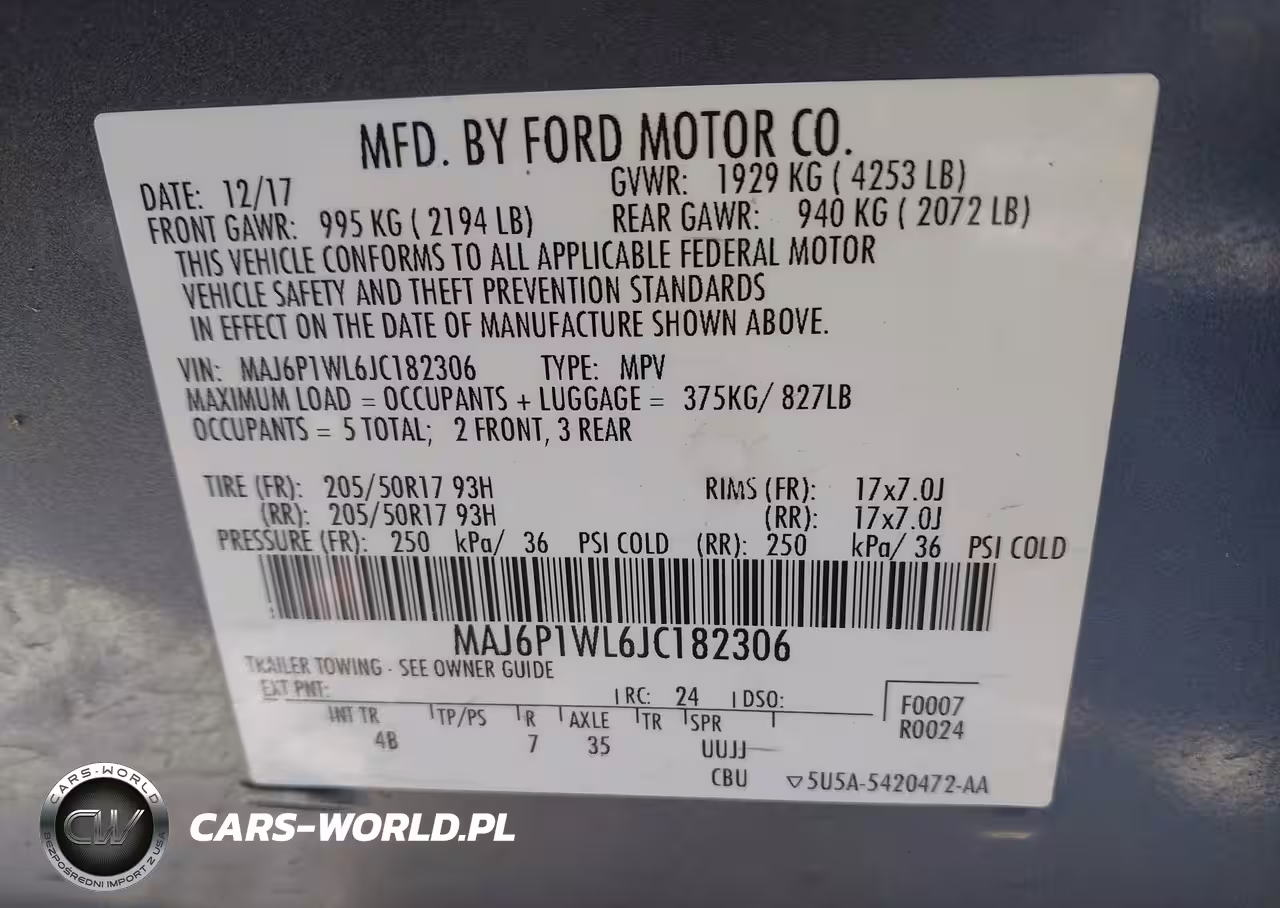 MFD. BY FORD MOTOR CO.
DATE: 12/17 GVWR: 1929 KG ( 4253 LB)
FRONT GAWR: 995 KG ( 2194 LB) REAR GAWR: 940 KG ( 2072 LB)
THIS VEHICLE CONFORMS TO ALL APPLICABLE FEDERAL MOTOR
VEHICLE SAFETY AND THEFT PREVENTION STANDARDS
IN EFFECT ON THE DATE OF MANUFACTURE SHOWN ABOVE.
VIN: MAJ6P1WL6JC182306 TYPE: MPV
MAXIMUM LOAD = OCCUPANTS + LUGGAGE = 375KG/ 827LB
OCCUPANTS = 5 TOTAL; 2 FRONT, 3 REAR
TIRE (FR): 205/50R17 93H RIMS (FR): 17x7.0J
(RR): 205/50R17 93H (RR): 17x7.0J
PRESSURE (FR): 250 kPa/ 36 PSI COLD (RR): 250 kPa/ 36 PSI COLD
MAJ6P1WL6JC182306
TRAILER TOWING - SEE OWNER GUIDE
EXT PNT: RC: 24 DSO: F0007
INT TR TP/PS R AXLE TR SPR R0024
4B 7 35 UUJJ
CBU 5U5A-5420472-AA
CARS-WORLD
CW
BEZPOŚREDNI IMPORT Z USA
CARS-WORLD.PL